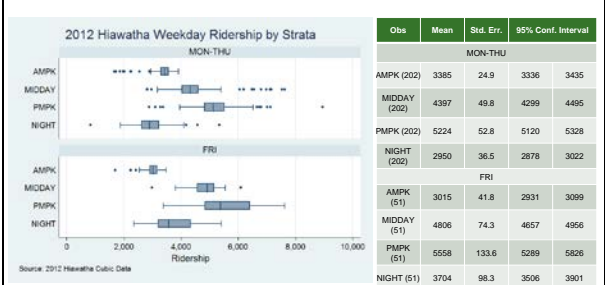 2012 Hiawatha Weekday Ridership by Strata
MON-THU
AMPK
MIDDAY
PMPK
NIGHT
FRI
AMPK
MIDDAY
PMPK
NIGHT
0 2,000 4,000 6,000 8,000 10,000
Ridership
Source: 2012 Hiawatha Cubic Data
Obs Mean Std. Err. 95% Conf. Interval
MON-THU
AMPK (202) 3385 24.9 3336 3435
MIDDAY
(202) 4397 49.8 4299 4495
PMPK (202) 5224 52.8 5120 5328
NIGHT
(202) 2950 36.5 2878 3022
FRI
AMPK
(51) 3015 41.8 2931 3099
MIDDAY
(51) 4806 74.3 4657 4956
PMPK
(51) 5558 133.6 5289 5826
NIGHT (51) 3704 98.3 3506 3901